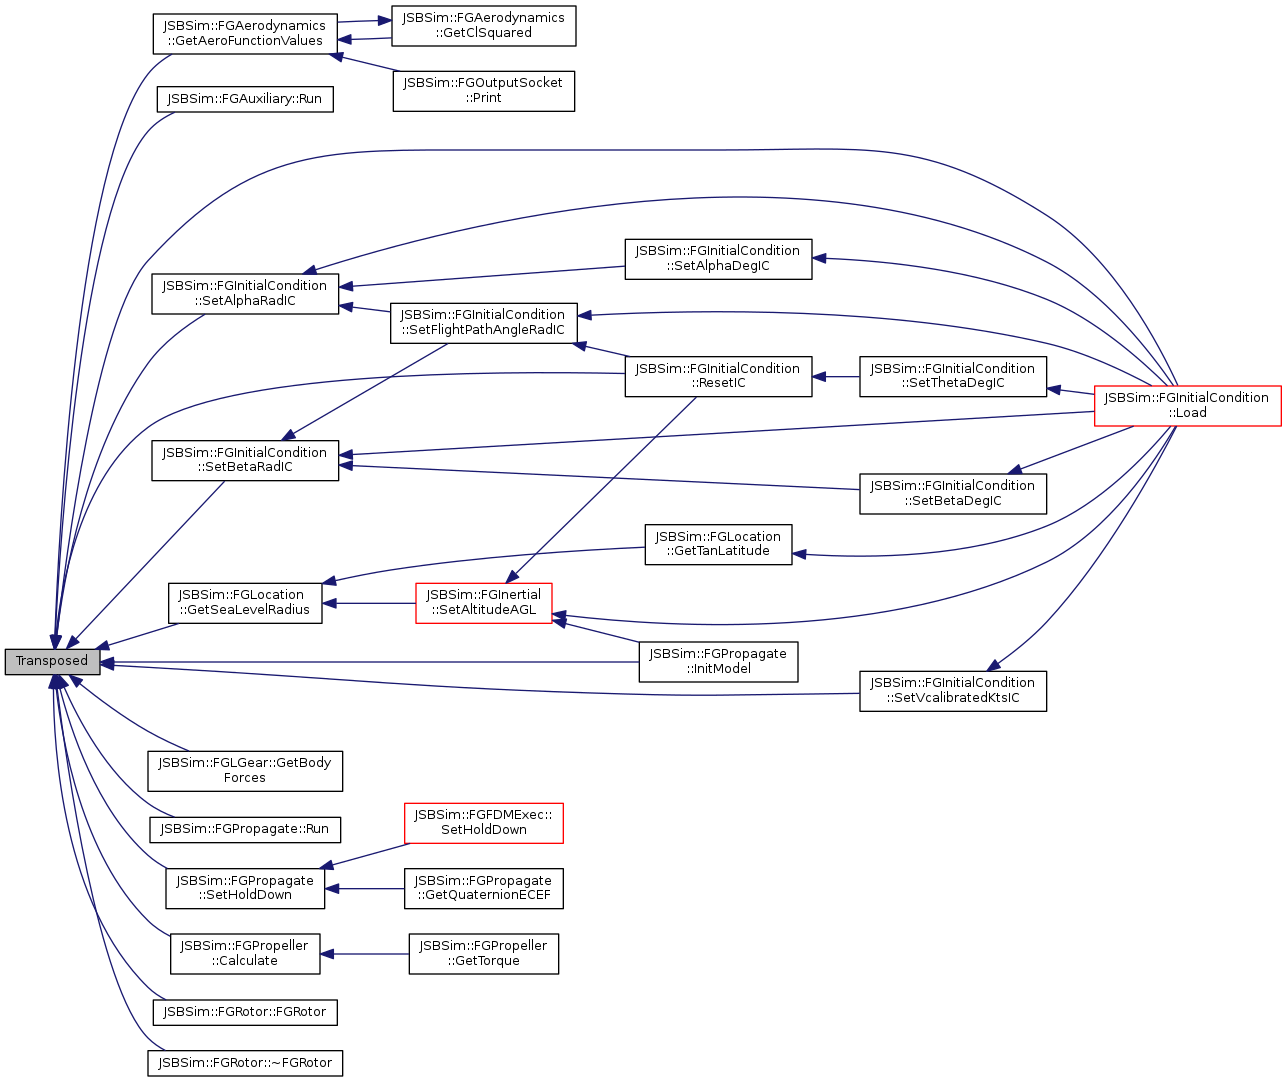 JSBSim::FGAerodynamics
::GetAeroFunctionValues
JSBSim::FGAerodynamics
::GetClSquared
JSBSim::FGOutputSocket
::Print
JSBSim::FGAuxiliary::Run
JSBSim::FGInitialCondition
::SetAlphaRadIC
JSBSim::FGInitialCondition
::SetAlphaDegIC
JSBSim::FGInitialCondition
::SetFlightPathAngleRadIC
JSBSim::FGInitialCondition
::ResetIC
JSBSim::FGInitialCondition
::SetThetaDegIC
JSBSim::FGInitialCondition
::Load
JSBSim::FGInitialCondition
::SetBetaRadIC
JSBSim::FGInitialCondition
::SetBetaDegIC
JSBSim::FGLocation
::GetTanLatitude
JSBSim::FGLocation
::GetSeaLevelRadius
JSBSim::FGInertial
::SetAltitudeAGL
Transposed
JSBSim::FGPropagate
::InitModel
JSBSim::FGInitialCondition
::SetVcalibratedKtsIC
JSBSim::FGLGear::GetBody
Forces
JSBSim::FGPropagate::Run
JSBSim::FGFDMExec::
SetHoldDown
JSBSim::FGPropagate
::SetHoldDown
JSBSim::FGPropagate
::GetQuaternionECEF
JSBSim::FGPropeller
::Calculate
JSBSim::FGPropeller
::GetTorque
JSBSim::FGRotor::FGRotor
JSBSim::FGRotor::~FGRotor